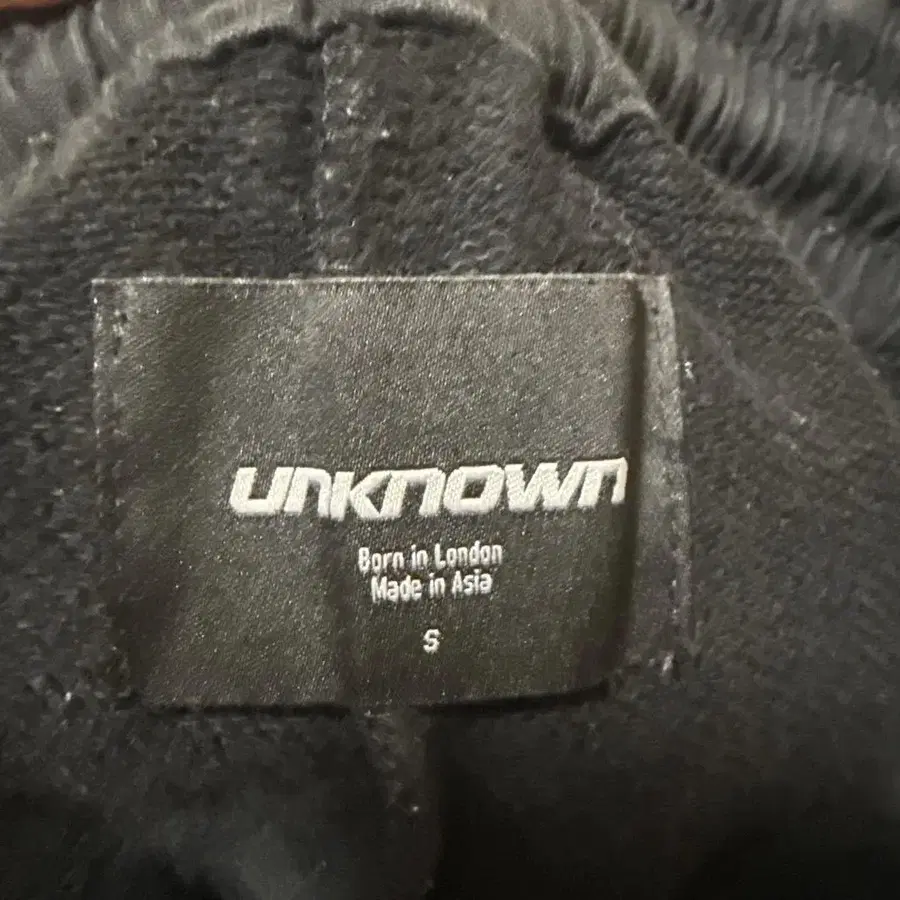 UNKNOWN
Born in London
Made in Asia
S